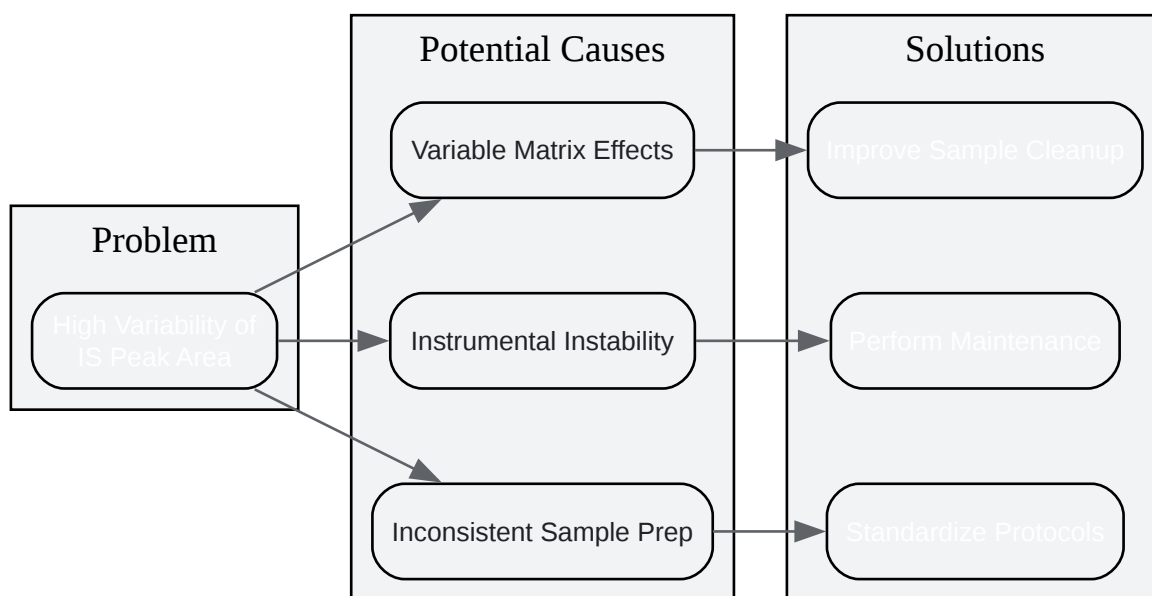 Potential Causes
Solutions
Variable Matrix Effects
Improve Sample Cleanup
Problem
High Variability of
IS Peak Area
Instrumental Instability
Perform Maintenance
Inconsistent Sample Prep
Standardize Protocols